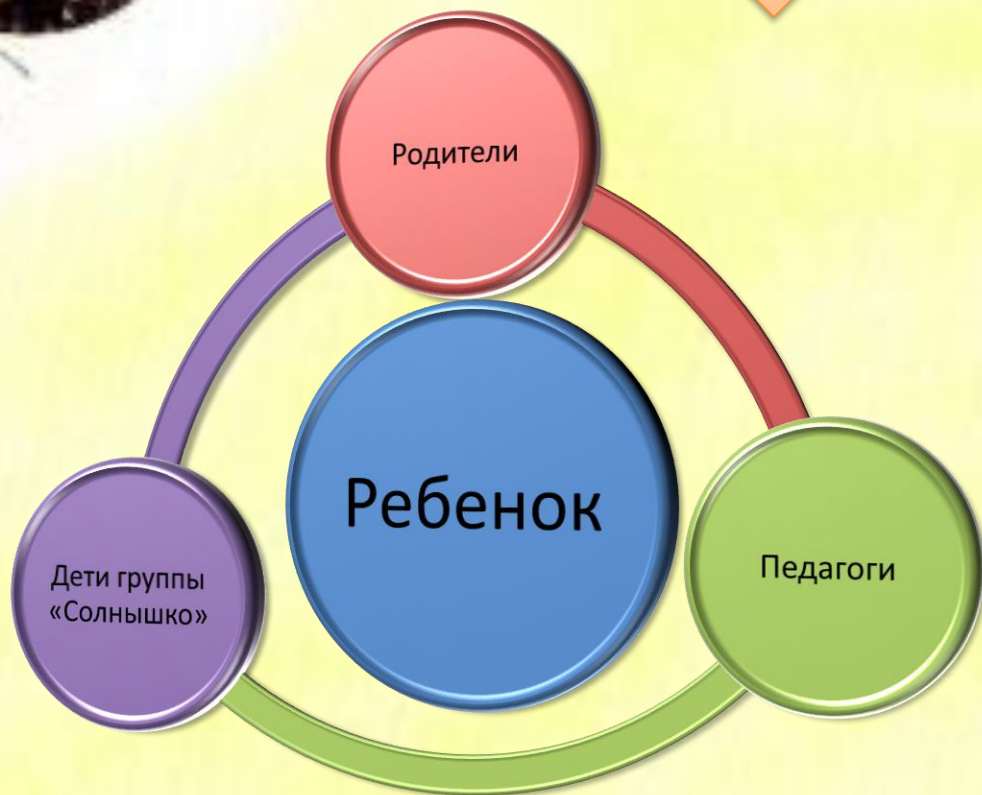 Родители
Ребенок
Педагоги
Дети группы
«Солнышко»